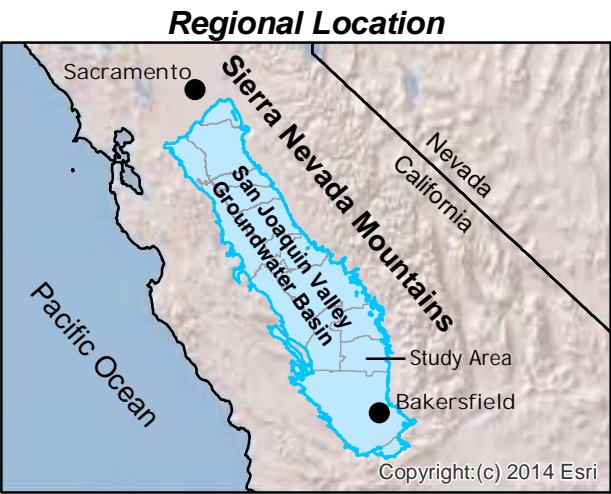 Regional Location
Sacramento
Sierra Nevada Mountains
Nevada
California
San Joaquin Valley
Groundwater Basin
Pacific Ocean
Study Area
Bakersfield
Copyright:(c) 2014 Esri